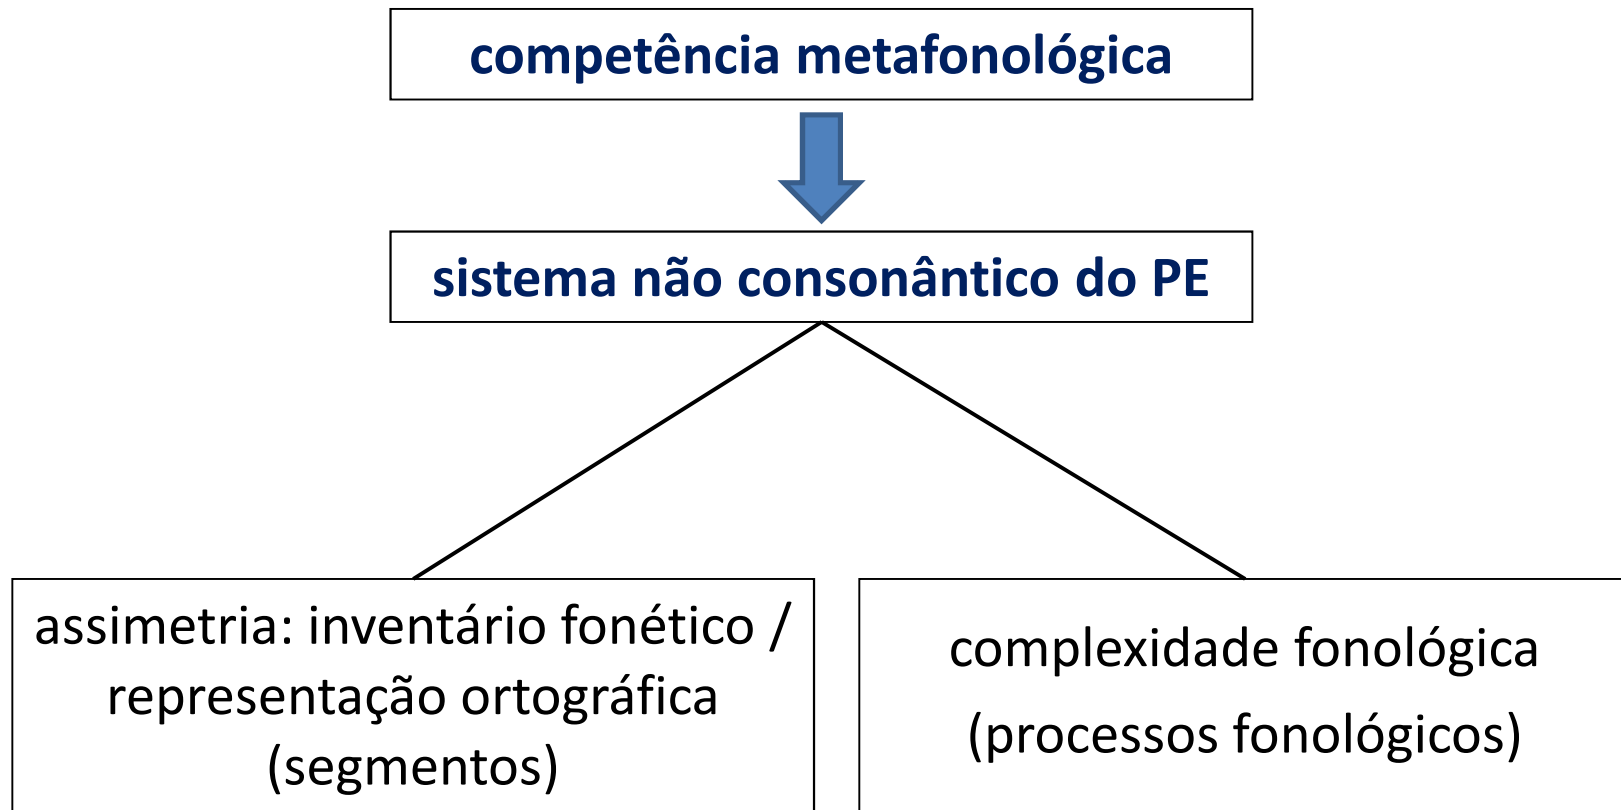 competência metafonológica
sistema não consonântico do PE
assimetria: inventário fonético /
representação ortográfica
(segmentos)
complexidade fonológica
(processos fonológicos)